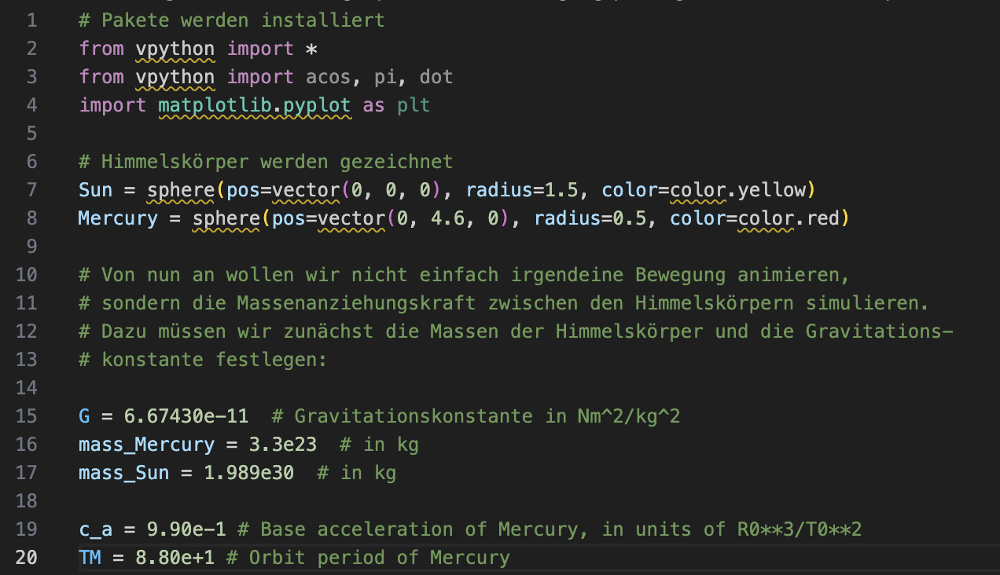 1 # Pakete werden installiert
2 from vpython import *
3 from vpython import acos, pi, dot
4 import matplotlib.pyplot as plt
5
6 # Himmelskörper werden gezeichnet
7 Sun = sphere(pos=vector(0, 0, 0), radius=1.5, color=color.yellow)
8 Mercury = sphere(pos=vector(0, 4.6, 0), radius=0.5, color=color.red)
9
10 # Von nun an wollen wir nicht einfach irgendeine Bewegung animieren,
11 # sondern die Massenanziehungskraft zwischen den Himmelskörpern simulieren.
12 # Dazu müssen wir zunächst die Massen der Himmelskörper und die Gravitations-
13 # konstante festlegen:
14
15 G = 6.67430e-11  # Gravitationskonstante in Nm^2/kg^2
16 mass_Mercury = 3.3e23  # in kg
17 mass_Sun = 1.989e30  # in kg
18
19 c_a = 9.90e-1 # Base acceleration of Mercury, in units of R0**3/T0**2
20 TM = 8.80e+1 # Orbit period of Mercury